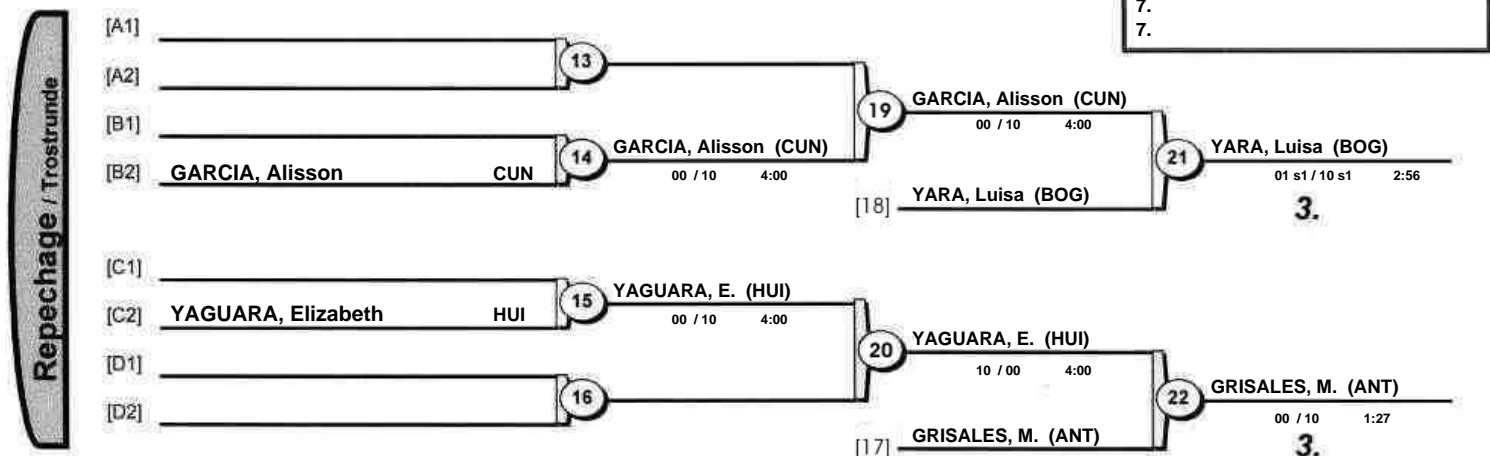 7.
7.
Repechage / Trostrunde
[A1]
[A2]
13
[B1]
[B2] GARCIA, Alisson CUN
14
GARCIA, Alisson (CUN)
00 / 10 4:00
19
GARCIA, Alisson (CUN)
00 / 10 4:00
[18] YARA, Luisa (BOG)
21
YARA, Luisa (BOG)
01 s1 / 10 s1 2:56
3.
[C1]
[C2] YAGUARA, Elizabeth HUI
15
YAGUARA, E. (HUI)
00 / 10 4:00
[D1]
[D2]
16
20
YAGUARA, E. (HUI)
10 / 00 4:00
[17] GRISALES, M. (ANT)
22
GRISALES, M. (ANT)
00 / 10 1:27
3.